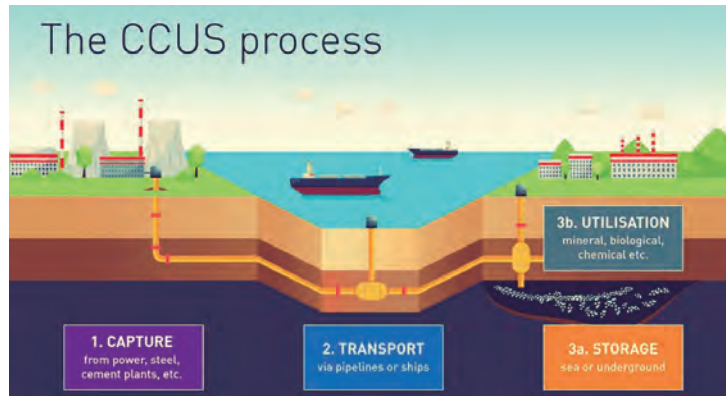 The CCUS process
3b. UTILISATION
mineral, biological,
chemical etc.
1. CAPTURE
from power, steel,
cement plants, etc.
2. TRANSPORT
via pipelines or ships
3a. STORAGE
sea or underground